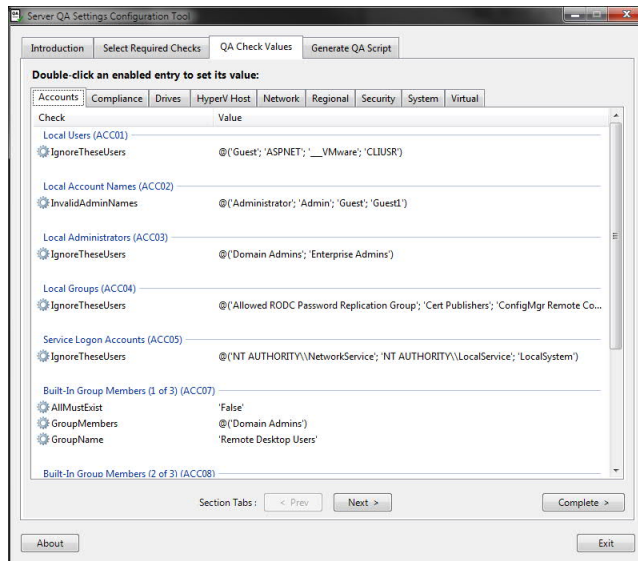 Server QA Settings Configuration Tool
Introduction Select Required Checks QA Check Values Generate QA Script
Double-click an enabled entry to set its value:
Accounts Compliance Drives HyperV Host Network Regional Security System Virtual
Check Value
Local Users (ACC01)
IgnoreTheseUsers @('Guest'; 'ASPNET'; '___VMware'; 'CLIUSR')
Local Account Names (ACC02)
InvalidAdminNames @('Administrator'; 'Admin'; 'Guest'; 'Guest1')
Local Administrators (ACC03)
IgnoreTheseUsers @('Domain Admins'; 'Enterprise Admins')
Local Groups (ACC04)
IgnoreTheseUsers @('Allowed RODC Password Replication Group'; 'Cert Publishers'; 'ConfigMgr Remote Co...
Service Logon Accounts (ACC05)
IgnoreTheseUsers @('NT AUTHORITY\\NetworkService'; 'NT AUTHORITY\\LocalService'; 'LocalSystem')
Built-In Group Members (1 of 3) (ACC07)
AllMustExist 'False'
GroupMembers @('Domain Admins')
GroupName 'Remote Desktop Users'
Built-In Group Members (2 of 3) (ACC08)
Section Tabs : < Prev Next > Complete >
About Exit